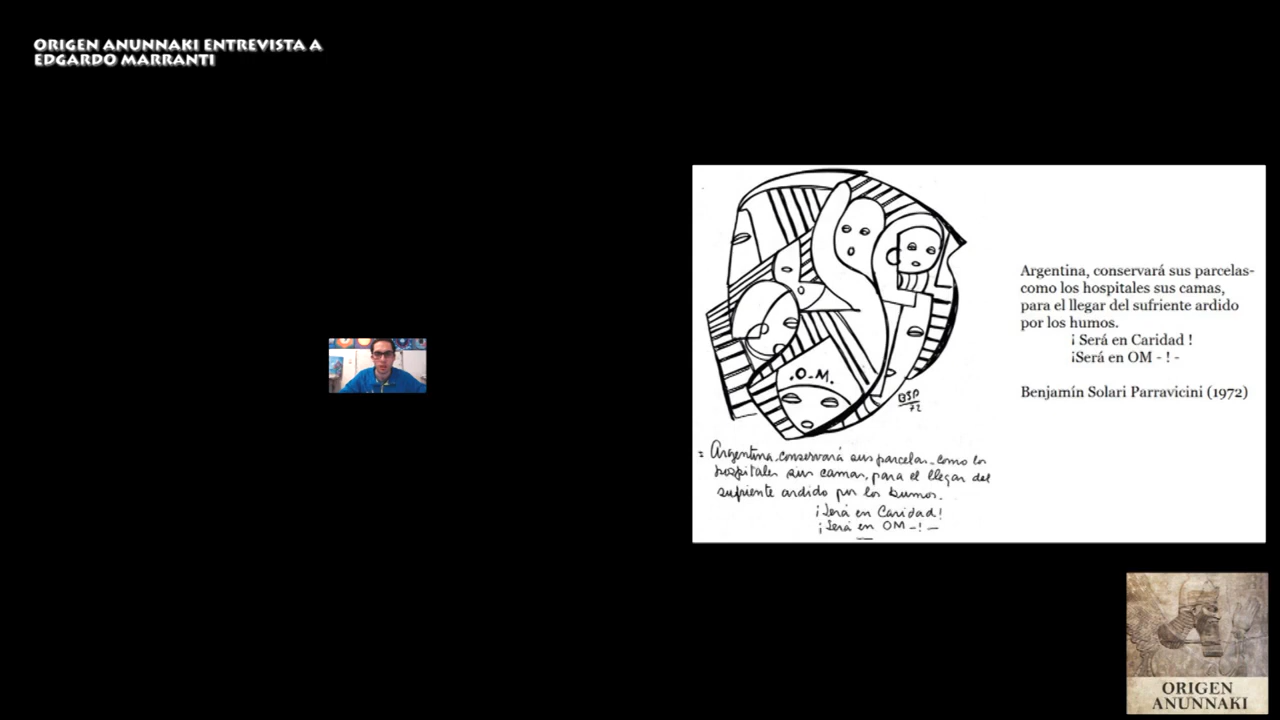 ORIGEN ANUNNAKI ENTREVISTA A
EDGARDO MARRANTI
.O-M.
BSP
72
= Argentina, conservará sus parcelas-como los
hospitales sus camas, para el llegar del
sufriente ardido por los humos.
¡Será en Caridad!
¡Será en OM -!-
Argentina, conservará sus parcelas-
como los hospitales sus camas,
para el llegar del sufriente ardido
por los humos.
¡ Será en Caridad !
¡Será en OM - ! -
Benjamín Solari Parravicini (1972)
ORIGEN
ANUNNAKI